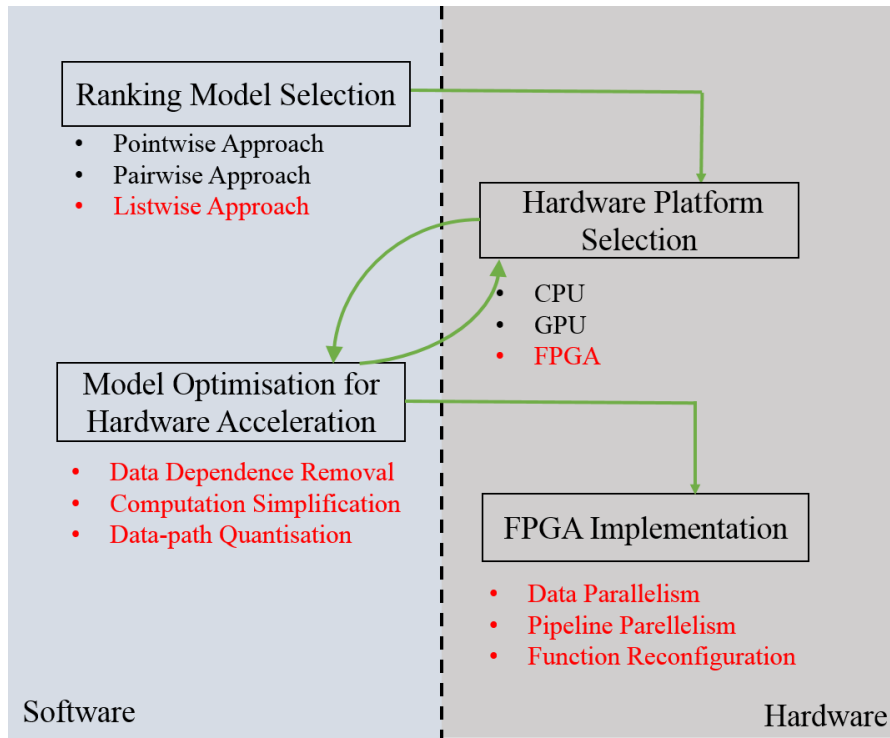 Ranking Model Selection
• Pointwise Approach
• Pairwise Approach
• Listwise Approach
Hardware Platform
Selection
• CPU
• GPU
• FPGA
Model Optimisation for
Hardware Acceleration
• Data Dependence Removal
• Computation Simplification
• Data-path Quantisation
FPGA Implementation
• Data Parallelism
• Pipeline Parellelism
• Function Reconfiguration
Software
Hardware